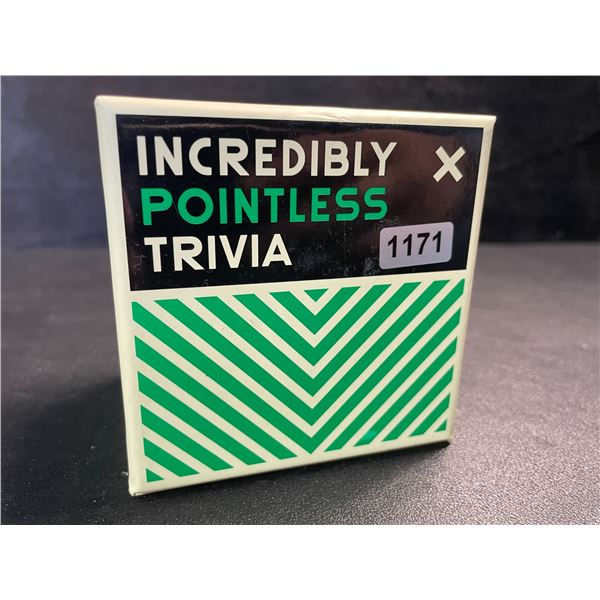 INCREDIBLY X
POINTLESS
TRIVIA
1171